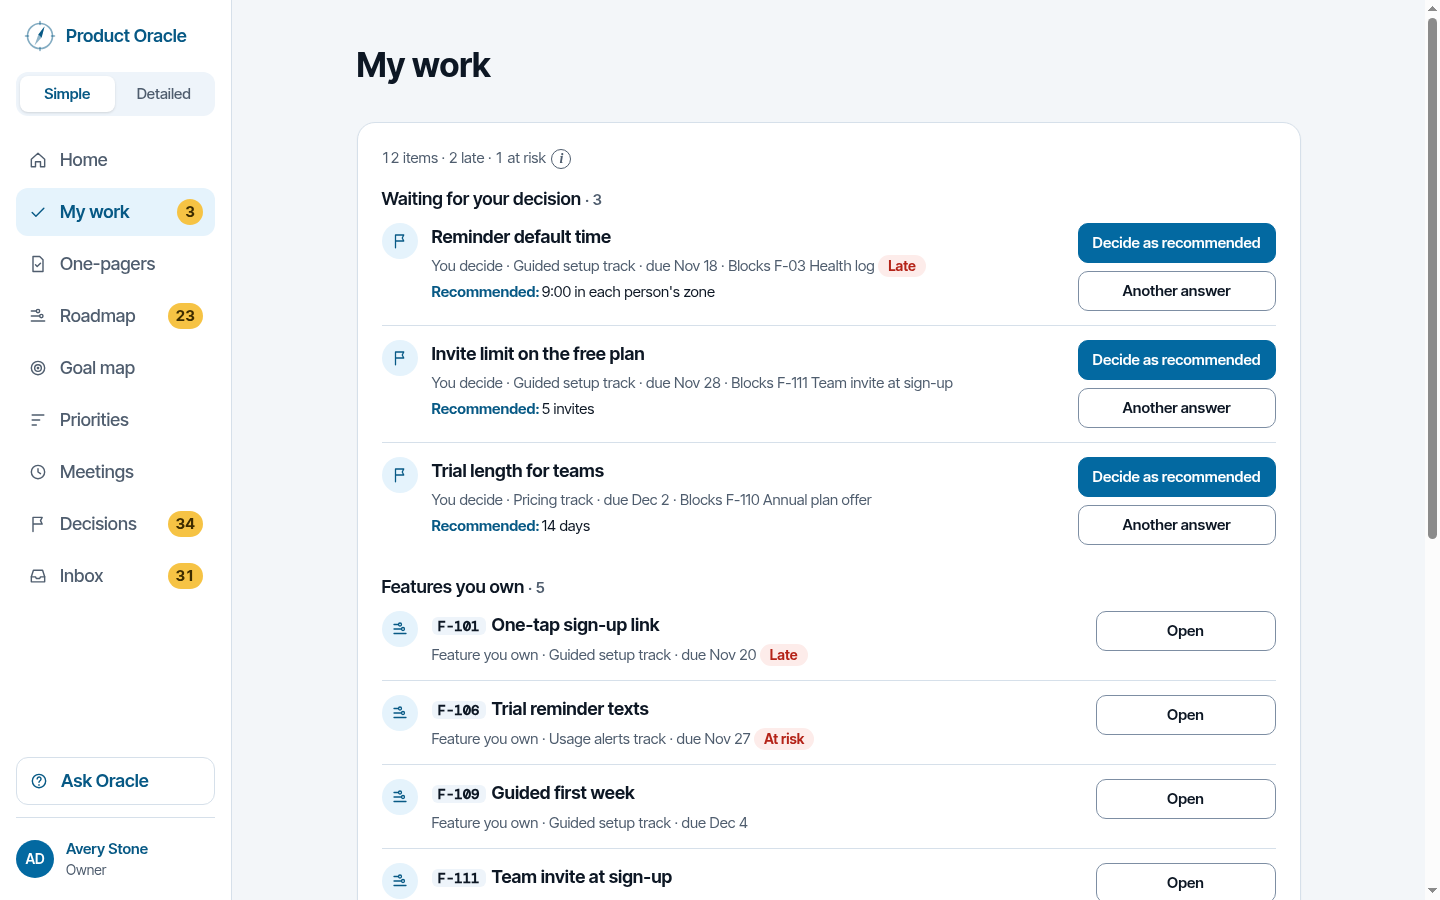 Product Oracle
Simple
Detailed
Home
My work
3
One-pagers
Roadmap
23
Goal map
Priorities
Meetings
Decisions
34
Inbox
31
Ask Oracle
AD
Avery Stone
Owner
My work
12 items · 2 late · 1 at risk i
Waiting for your decision · 3
Reminder default time
You decide · Guided setup track · due Nov 18 · Blocks F-03 Health log Late
Recommended: 9:00 in each person's zone
Decide as recommended
Another answer
Invite limit on the free plan
You decide · Guided setup track · due Nov 28 · Blocks F-111 Team invite at sign-up
Recommended: 5 invites
Decide as recommended
Another answer
Trial length for teams
You decide · Pricing track · due Dec 2 · Blocks F-110 Annual plan offer
Recommended: 14 days
Decide as recommended
Another answer
Features you own · 5
F-101 One-tap sign-up link
Feature you own · Guided setup track · due Nov 20 Late
Open
F-106 Trial reminder texts
Feature you own · Usage alerts track · due Nov 27 At risk
Open
F-109 Guided first week
Feature you own · Guided setup track · due Dec 4
Open
F-111 Team invite at sign-up
Open